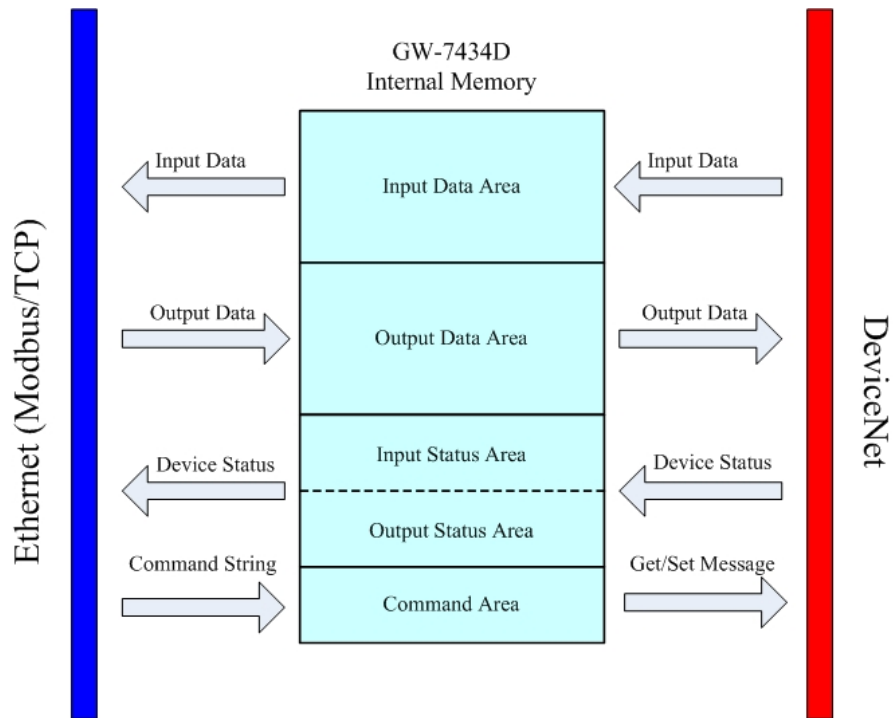 GW-7434D
Internal Memory
Input Data
Input Data Area
Input Data
Output Data
Output Data Area
Output Data
Ethernet (Modbus/TCP)
DeviceNet
Input Status Area
Device Status
Device Status
Output Status Area
Command String
Command Area
Get/Set Message